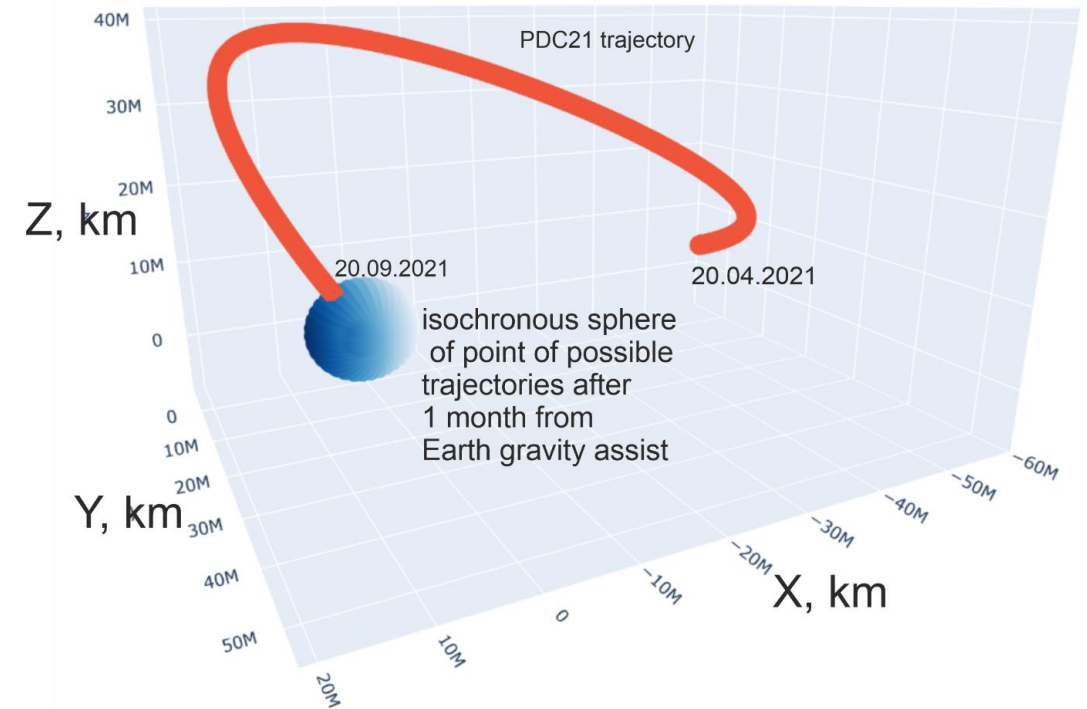 40M
PDC21 trajectory
30M
20M
Z, km
10M
20.09.2021
20.04.2021
isochronous sphere
of point of possible
trajectories after
1 month from
Earth gravity assist
0
0
10M
20M
Y, km
30M
40M
50M
20M
10M
0
−10M
−20M
X, km
−30M
−40M
−50M
−60M